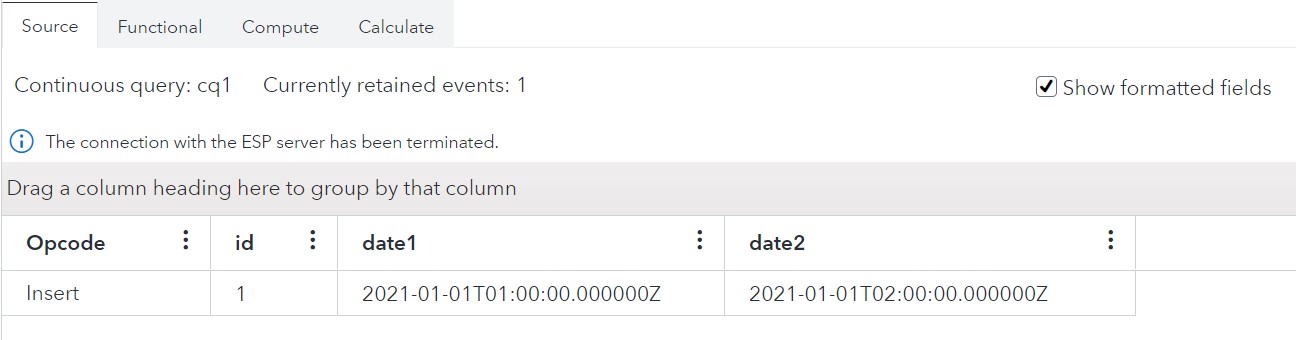 Source Functional Compute Calculate
Continuous query: cq1 Currently retained events: 1 Show formatted fields
The connection with the ESP server has been terminated.
Drag a column heading here to group by that column
Opcode id date1 date2
Insert 1 2021-01-01T01:00:00.000000Z 2021-01-01T02:00:00.000000Z